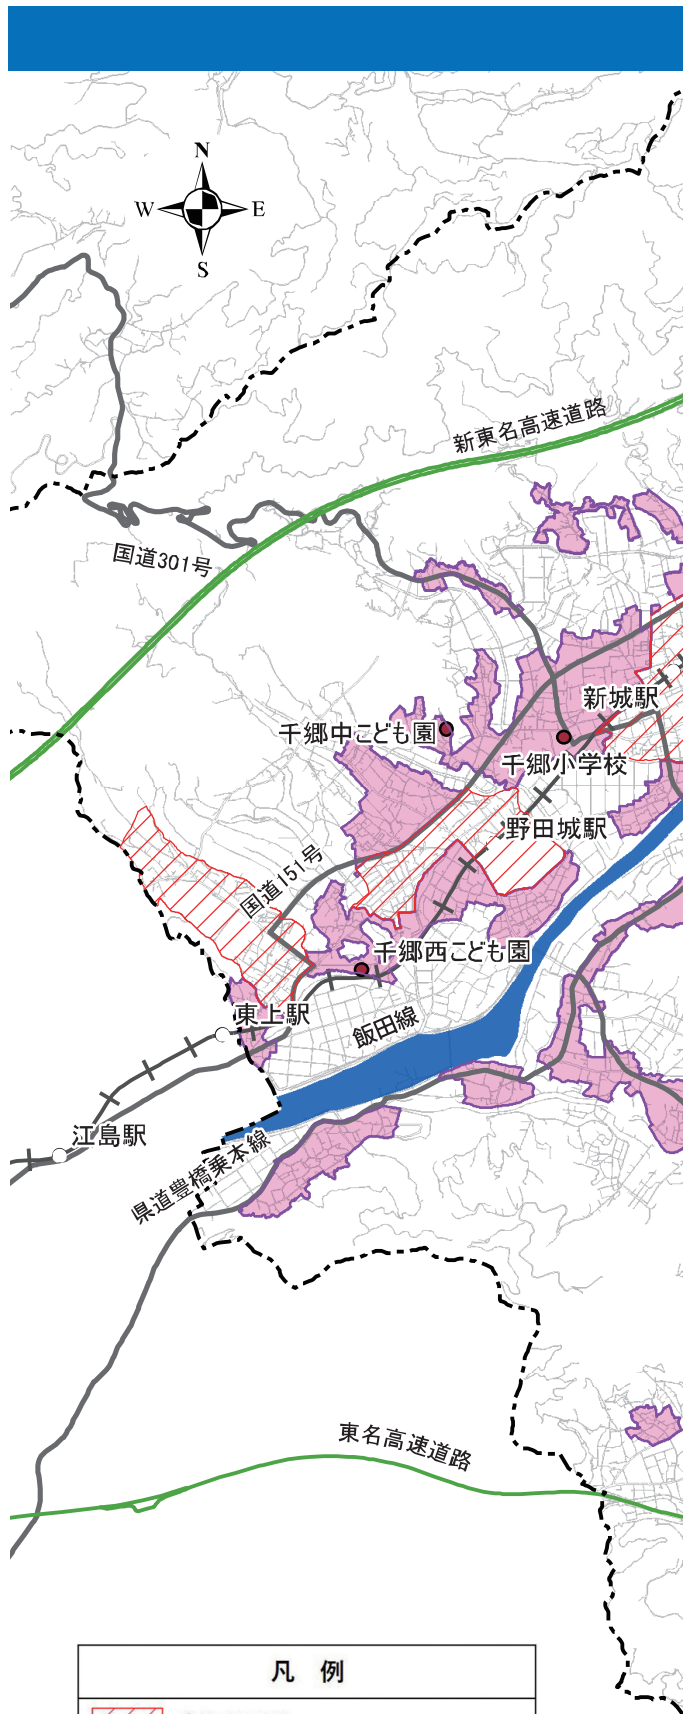 N
W E
S
新東名高速道路
国道301号
新城駅
千郷中こども園
千郷小学校
野田城駅
国道151号
千郷西こども園
東上駅
飯田線
江島駅
県道豊橋乗本線
東名高速道路
凡 例